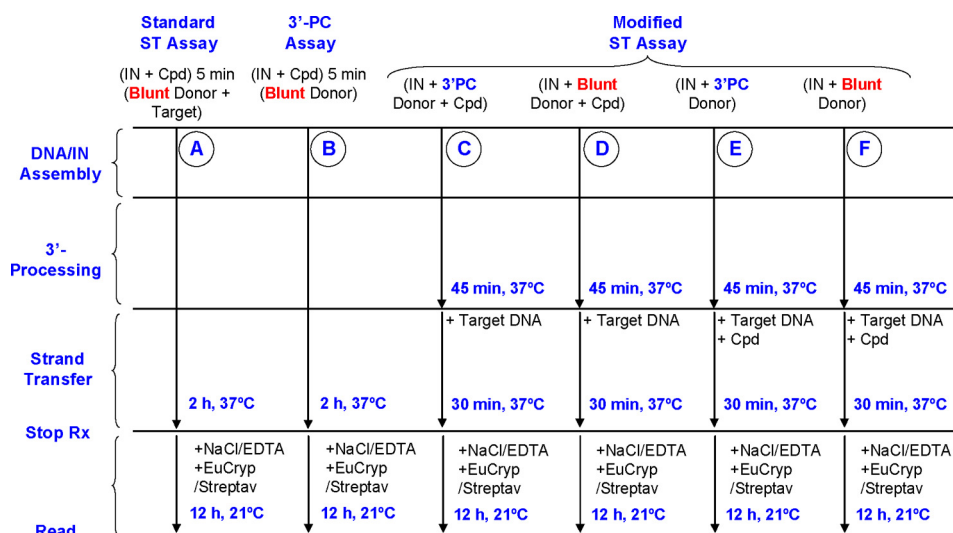 Standard
ST Assay
3’-PC
Assay
Modified
ST Assay
(IN + Cpd) 5 min
(Blunt Donor +
Target)
(IN + Cpd) 5 min
(Blunt Donor)
(IN + 3’PC
Donor + Cpd)
(IN + Blunt
Donor + Cpd)
(IN + 3’PC
Donor)
(IN + Blunt
Donor)
DNA/IN
Assembly
A
B
C
D
E
F
3’-
Processing
45 min, 37ºC
45 min, 37ºC
45 min, 37ºC
45 min, 37ºC
Strand
Transfer
+ Target DNA
+ Target DNA
+ Target DNA
+ Cpd
+ Target DNA
+ Cpd
2 h, 37ºC
2 h, 37ºC
30 min, 37ºC
30 min, 37ºC
30 min, 37ºC
30 min, 37ºC
Stop Rx
+NaCl/EDTA
+EuCryp
/Streptav
+NaCl/EDTA
+EuCryp
/Streptav
+NaCl/EDTA
+EuCryp
/Streptav
+NaCl/EDTA
+EuCryp
/Streptav
+NaCl/EDTA
+EuCryp
/Streptav
+NaCl/EDTA
+EuCryp
/Streptav
12 h, 21ºC
12 h, 21ºC
12 h, 21ºC
12 h, 21ºC
12 h, 21ºC
12 h, 21ºC
Read